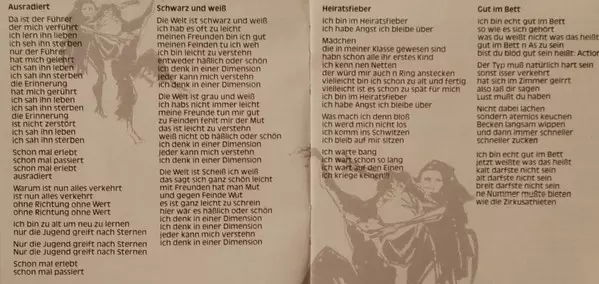 Ausradiert
Da ist der Führer
der mich verführt
ich lern ihn lieben
ich seh ihn sterben
nur der Führer
hat mich gelehrt
ich sah ihn lieben
ich sah ihn sterben
die Erinnerung
hat mich gerührt
ich sah ihn leben
ich sah ihn sterben
die Erinnerung
ist nicht zerstört
ich sah ihn leben
ich sah ihn sterben
Schon mal erlebt
schon mal passiert
schon mal erlebt
ausradiert
Warum ist nun alles verkehrt
ist nun alles verkehrt
ohne Richtung ohne Wert
ohne Richtung ohne Wert
Ich bin zu alt um neu zu lernen
nur die Jugend greift nach Sternen
Nur die Jugend greift nach Sternen
Nur die Jugend greift nach Sternen
Schon mal erlebt
schon mal passiert
Schwarz und weiß
Die Welt ist schwarz und weiß
ich hab es oft zu leicht
meinen Freunden bin ich gut
meinen Feinden tu ich weh
ich bin leicht zu verstehn
entweder häßlich oder schön
ich denk in einer Dimension
jeder kann mich verstehn
ich denk in einer Dimension
Die Welt ist grau und weiß
ich habs nicht immer leicht
meine Freunde tun mir gut
zu Feinden fehlt mir der Mut
das ist leicht zu verstehn
weiß nicht ob häßlich oder schön
ich denk in einer Dimension
jeder kann mich verstehn
ich denk in einer Dimension
Die Welt ist Scheiß ich weiß
das sagt sich ganz schön leicht
mit Freunden hat man Mut
und gegen Feinde Wut
es ist ganz leicht zu schrein
hier wär es häßlich oder schön
ich denk in einer Dimension
ich denk in einer Dimension
jeder kann mich verstehn
ich denk in einer Dimension
Heiratsfieber
Ich bin im Heiratsfieber
ich habe Angst ich bleibe über
Mädchen
die in meiner Klasse gewesen sind
habn schon alle ihr erstes Kind
ich kenn nen Netten
der würd mir auch n Ring anstecken
vielleicht bin ich schon zu alt und fertig
vielleicht ist es schon zu spät für mich
ich bin im Heiratsfieber
ich habe Angst ich bleibe über
Was mach ich denn bloß
ich werd mich nicht los
ich komm ins Schwitzen
ich bleib auf mir sitzen
Ich warte bang
ich wart schon so lang
ich wart auf den Einen
ich kriege keinen!!
Gut im Bett
Ich bin echt gut im Bett
so wie es sich gehört
was du weißt nicht was das heißt
gut im Bett n As zu sein
bist du blöd gut sein heißt: Action
Der Typ muß natürlich hart sein
sonst isser verkehrt
hat sich im Zimmer geirrt
also laß dir sagen
Lust mußt du haben
Nicht dabei lachen
sondern atemlos keuchen
Becken langsam wippen
und dann immer schneller
schneller zucken
Ich bin echt gut im Bett
jetzt weißte was das heißt
kalt darfste nicht sein
alt darfste nicht sein
breit darfste nicht sein
ne Nummer mußte bieten
wie die Zirkusathleten